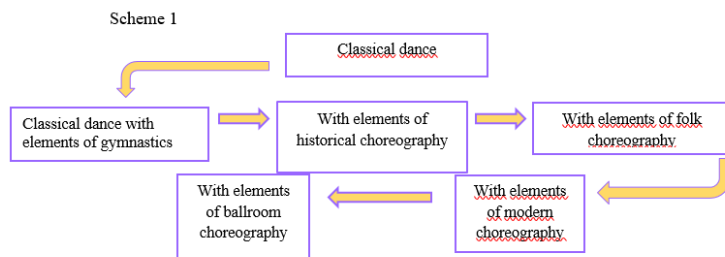 Scheme 1
Classical dance
Classical dance with
elements of gymnastics
With elements of
historical choreography
With elements of folk
choreography
With elements
of modern
choreography
With elements
of ballroom
choreography